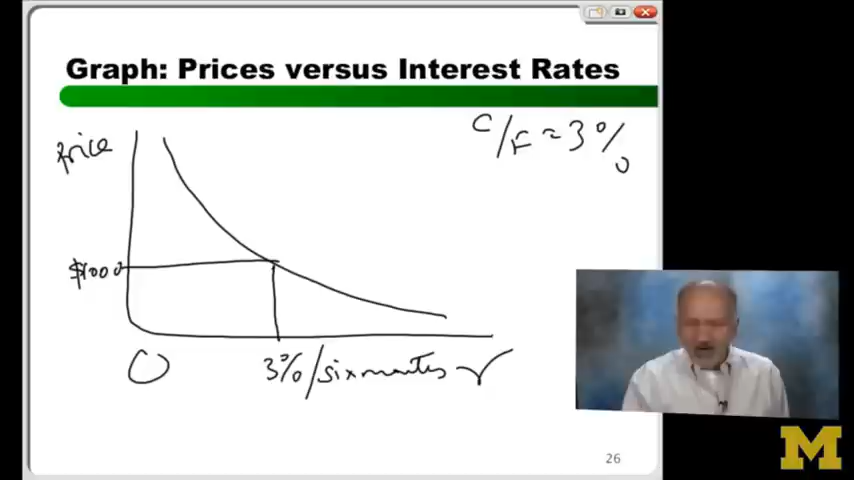 Graph: Prices versus Interest Rates
C/F = 3%
Price
$1000
0
3%/six months r
26
M